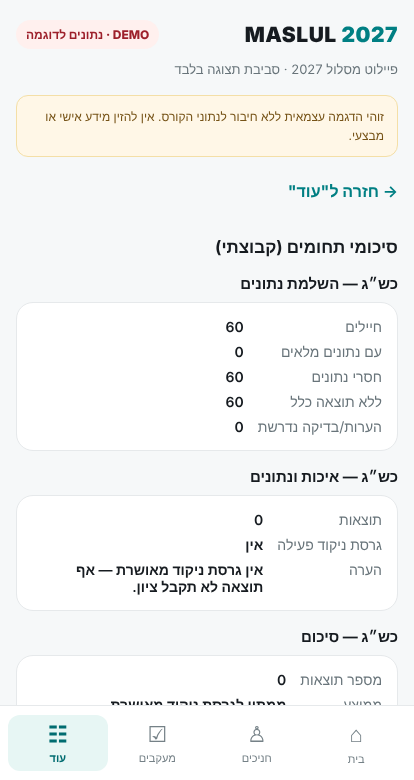 MASLUL 2027
DEMO · נתונים לדוגמה
פיילוט מסלול 2027 · סביבת תצוגה בלבד
זוהי הדגמה עצמאית ללא חיבור לנתוני הקורס. אין להזין מידע אישי או
מבצעי.
→ חזרה ל"עוד"
סיכומי תחומים (קבוצתי)
כש״ג — השלמת נתונים
חיילים 60
עם נתונים מלאים 0
חסרי נתונים 60
ללא תוצאה כלל 60
הערות/בדיקה נדרשת 0
כש״ג — איכות ונתונים
תוצאות 0
גרסת ניקוד פעילה אין
הערה אין גרסת ניקוד מאושרת — אף
תוצאה לא תקבל ציון.
כש״ג — סיכום
מספר תוצאות 0
בית
חניכים
מעקבים
עוד